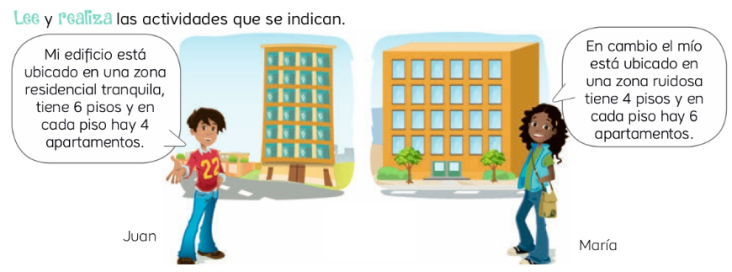 Lee y realiza las actividades que se indican.
Mi edificio está
ubicado en una zona
residencial tranquila,
tiene 6 pisos y en
cada piso hay 4
apartamentos.
En cambio el mío
está ubicado en
una zona ruidosa
tiene 4 pisos y en
cada piso hay 6
apartamentos.
22
Juan
María